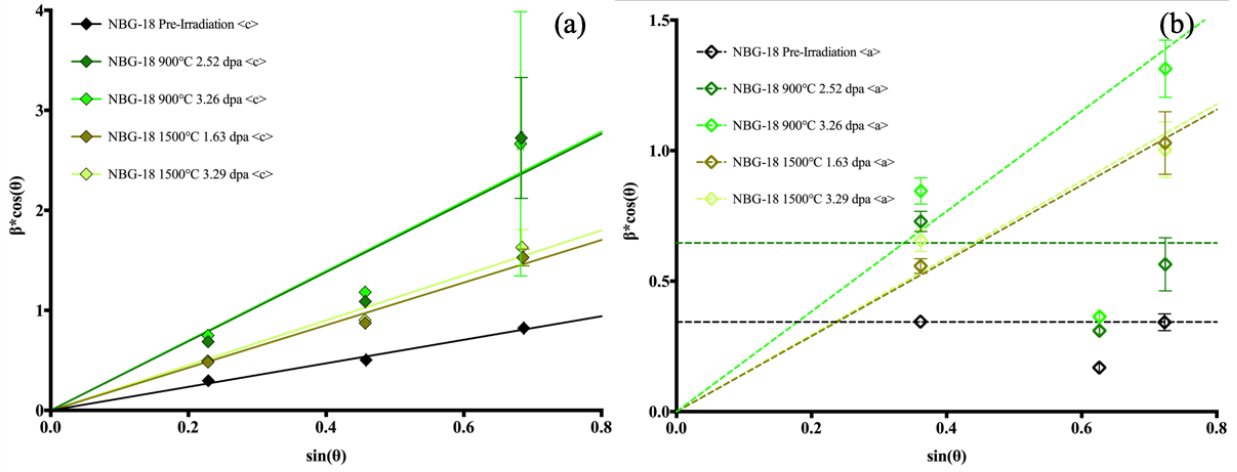 (a)
NBG-18 Pre-Irradiation <c>
NBG-18 900℃ 2.52 dpa <c>
NBG-18 900℃ 3.26 dpa <c>
NBG-18 1500℃ 1.63 dpa <c>
NBG-18 1500℃ 3.29 dpa <c>
β*cos(θ)
4
3
2
1
0
0.0 0.2 0.4 0.6 0.8
sin(θ)
(b)
NBG-18 Pre-Irradiation <a>
NBG-18 900℃ 2.52 dpa <a>
NBG-18 900℃ 3.26 dpa <a>
NBG-18 1500℃ 1.63 dpa <a>
NBG-18 1500℃ 3.29 dpa <a>
β*cos(θ)
1.5
1.0
0.5
0.0
0.0 0.2 0.4 0.6 0.8
sin(θ)